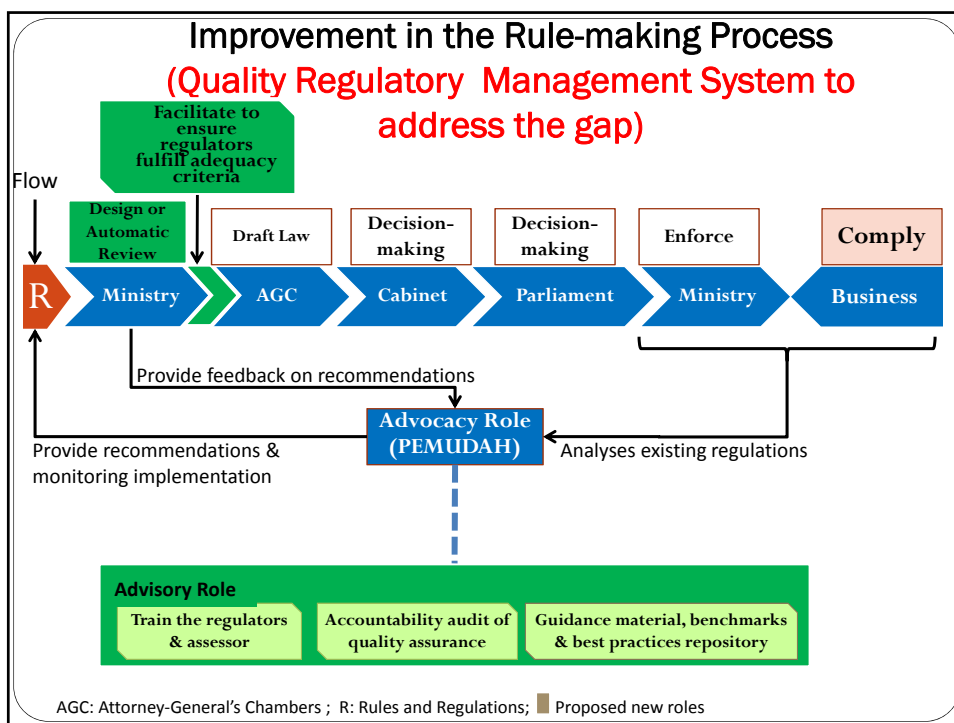 Improvement in the Rule-making Process
(Quality Regulatory Management System to
address the gap)
Facilitate to
ensure
regulators
fulfill adequacy
criteria
Flow
Design or
Automatic
Review
Draft Law
Decision-
making
Decision-
making
Enforce
Comply
R
Ministry
AGC
Cabinet
Parliament
Ministry
Business
Provide feedback on recommendations
Advocacy Role
(PEMUDAH)
Provide recommendations &
monitoring implementation
Analyses existing regulations
Advisory Role
Train the regulators
& assessor
Accountability audit of
quality assurance
Guidance material, benchmarks
& best practices repository
AGC: Attorney-General's Chambers ; R: Rules and Regulations; Proposed new roles